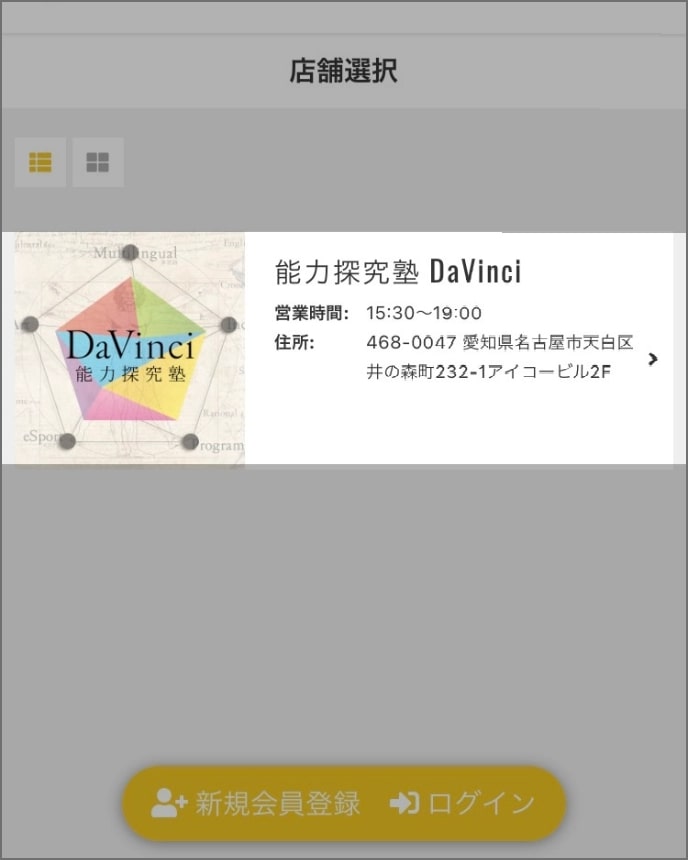 店舗選択
Multilingual
DaVinci
能力探究塾
eSpor
rogram
能力探究塾 DaVinci
営業時間: 15:30〜19:00
住所: 468-0047 愛知県名古屋市天白区
井の森町232-1アイコービル2F
新規会員登録 ログイン